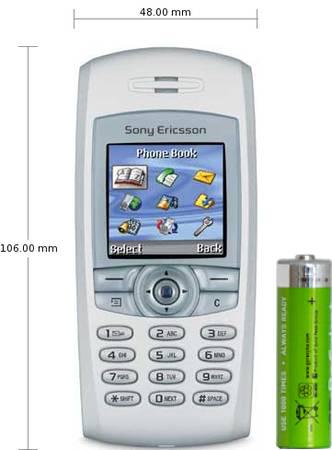 48.00 mm
Sony Ericsson
Phone Book
Select Back
106.00 mm
C
1
2 ABC
3 DEF
4 GHI
5 JKL
6 MNO
7 PQRS
8 TUV
9 WXYZ
* SHIFT
0 NEXT
# SPACE
+
USE 1000 TIMES • ALWAYS READY